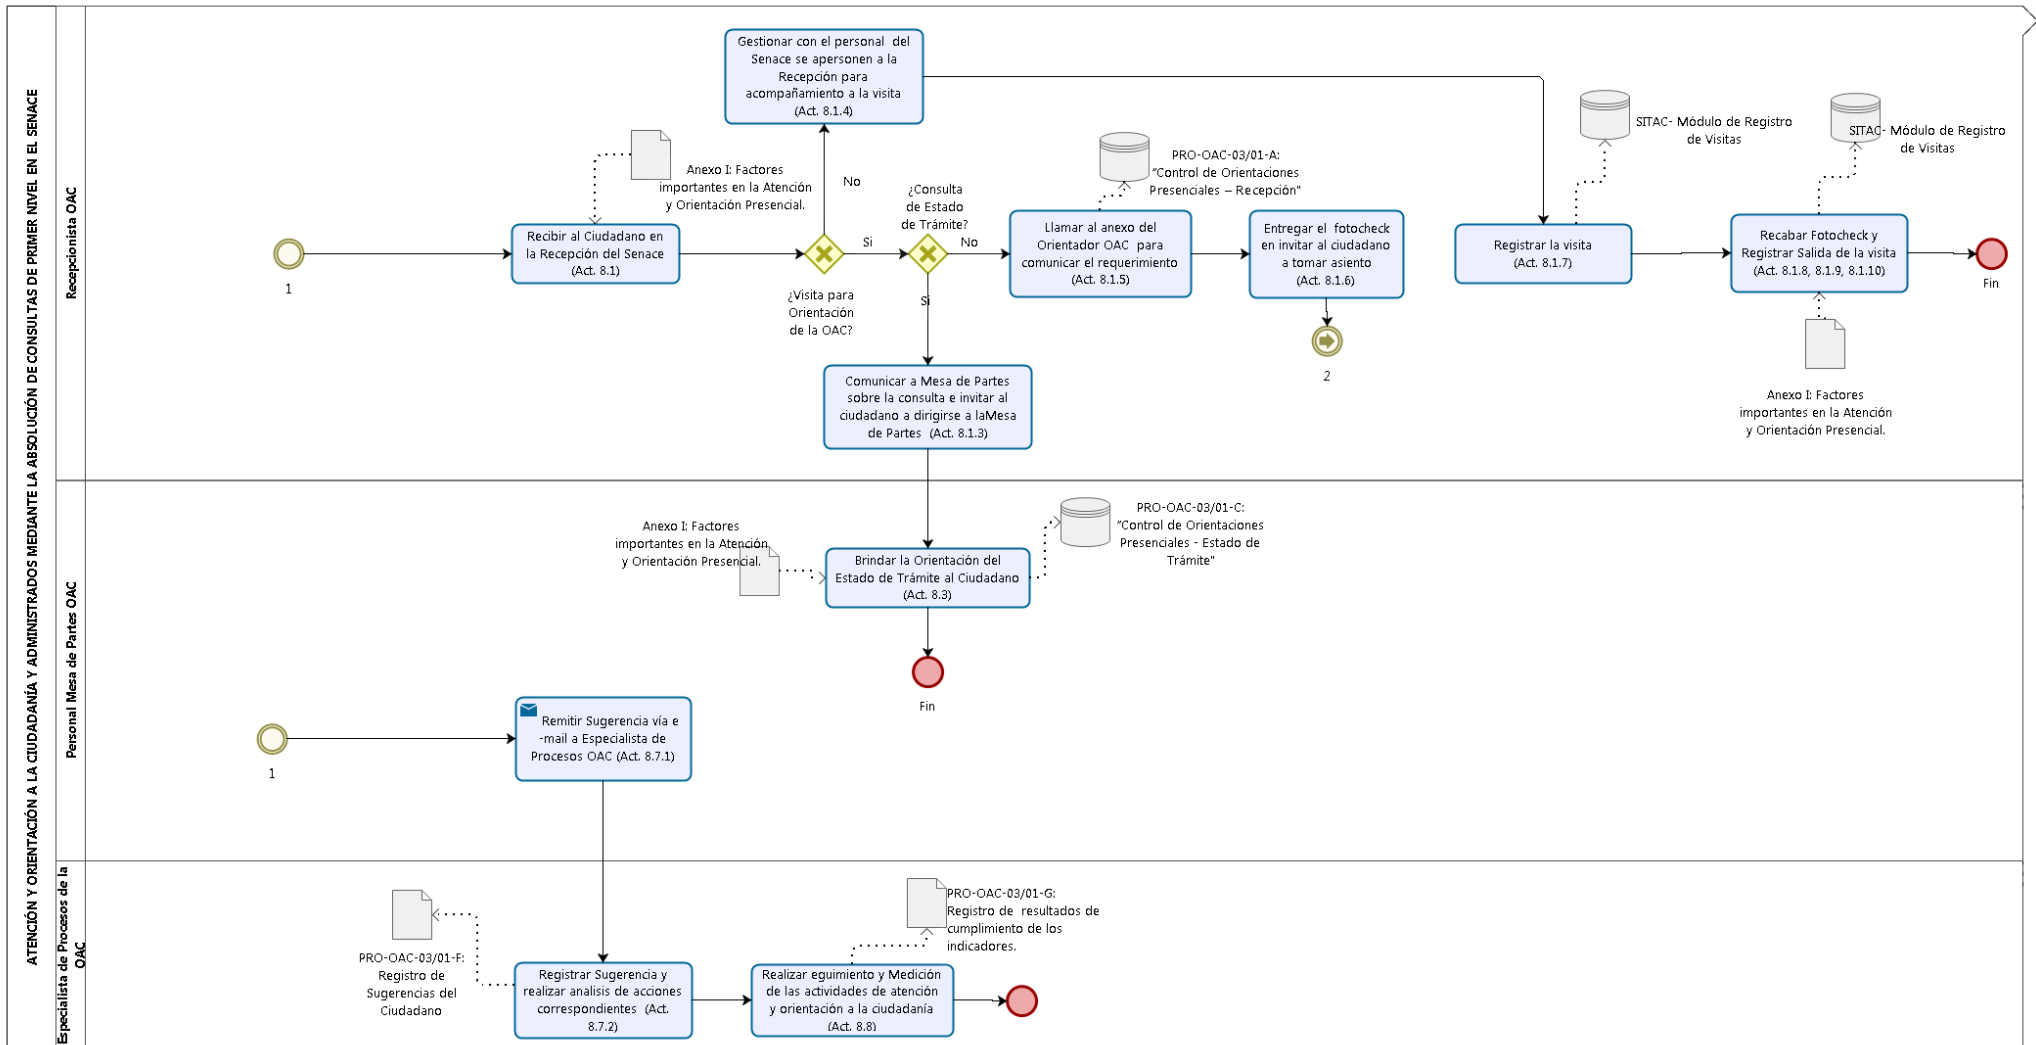 ATENCIÓN Y ORIENTACIÓN A LA CIUDADANÍA Y ADMINISTRADOS MEDIANTE LA ABSOLUCIÓN DE CONSULTAS DE PRIMER NIVEL EN EL SENACE
Recepcionista OAC
1
Anexo I: Factores
importantes en la Atención
y Orientación Presencial.
Recibir al Ciudadano en
la Recepción del Senace
(Act. 8.1)
Gestionar con el personal del
Senace se apersonen a la
Recepción para
acompañamiento a la visita
(Act. 8.1.4)
No
¿Visita para
Orientación
de la OAC?
Si
¿Consulta
de Estado
de Trámite?
No
Si
PRO-OAC-03/01-A:
"Control de Orientaciones
Presenciales – Recepción"
Llamar al anexo del
Orientador OAC para
comunicar el requerimiento
(Act. 8.1.5)
Entregar el fotocheck
en invitar al ciudadano
a tomar asiento
(Act. 8.1.6)
2
SITAC- Módulo de Registro
de Visitas
Registrar la visita
(Act. 8.1.7)
SITAC- Módulo de Registro
de Visitas
Recabar Fotocheck y
Registrar Salida de la visita
(Act. 8.1.8, 8.1.9, 8.1.10)
Fin
Anexo I: Factores
importantes en la Atención
y Orientación Presencial.
Comunicar a Mesa de Partes
sobre la consulta e invitar al
ciudadano a dirigirse a laMesa
de Partes (Act. 8.1.3)
Personal Mesa de Partes OAC
Anexo I: Factores
importantes en la Atención
y Orientación Presencial.
Brindar la Orientación del
Estado de Trámite al Ciudadano
(Act. 8.3)
PRO-OAC-03/01-C:
"Control de Orientaciones
Presenciales - Estado de
Trámite"
Fin
1
Remitir Sugerencia vía e
-mail a Especialista de
Procesos OAC (Act. 8.7.1)
Especialista de Procesos de la
OAC
PRO-OAC-03/01-F:
Registro de
Sugerencias del
Ciudadano
Registrar Sugerencia y
realizar analisis de acciones
correspondientes (Act.
8.7.2)
PRO-OAC-03/01-G:
Registro de resultados de
cumplimiento de los
indicadores.
Realizar eguimiento y Medición
de las actividades de atención
y orientación a la ciudadanía
(Act. 8.8)